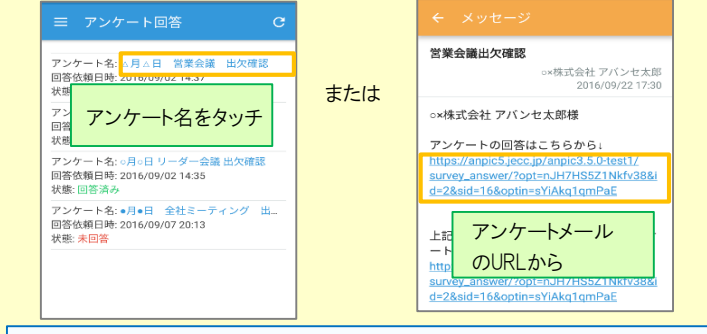 アンケート回答
アンケート名: △月△日 営業会議 出欠確認
回答依頼日時: 2016/09/02 14:37
状態
アン
回答
状態
アンケート名をタッチ
アンケート名: ○月○日 リーダー会議 出欠確認
回答依頼日時: 2016/09/02 14:35
状態: 回答済み
アンケート名: ●月●日 全社ミーティング 出...
回答依頼日時: 2016/09/07 20:13
状態: 未回答
または
メッセージ
営業会議出欠確認
○×株式会社 アバンセ太郎
2016/09/22 17:30
○×株式会社 アバンセ太郎様
アンケートの回答はこちらから↓
https://anpic5.jecc.jp/anpic3.5.0-test1/
survey_answer/?opt=nJH7HS5Z1Nkfv38&i
d=2&sid=16&optin=sYiAkq1qmPaE
アンケートメール
のURLから
上記
ート
http
survey_answer/?opt=nJH7HS5Z1Nkfv38&i
d=2&sid=16&optin=sYiAkq1qmPaE